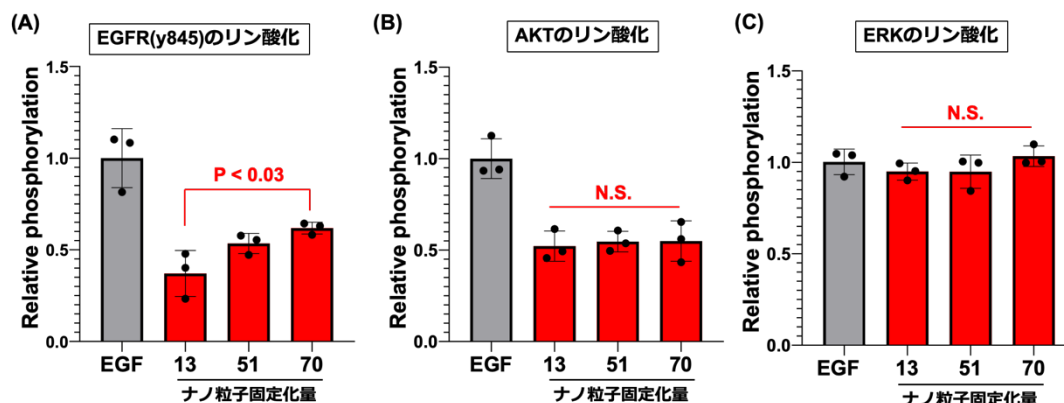 (A)
EGFR(y845)のリン酸化
Relative phosphorylation
1.5
1.0
0.5
0.0
P < 0.03
EGF 13 51 70
ナノ粒子固定化量
(B)
AKTのリン酸化
Relative phosphorylation
1.5
1.0
0.5
0.0
N.S.
EGF 13 51 70
ナノ粒子固定化量
(C)
ERKのリン酸化
Relative phosphorylation
1.5
1.0
0.5
0.0
N.S.
EGF 13 51 70
ナノ粒子固定化量